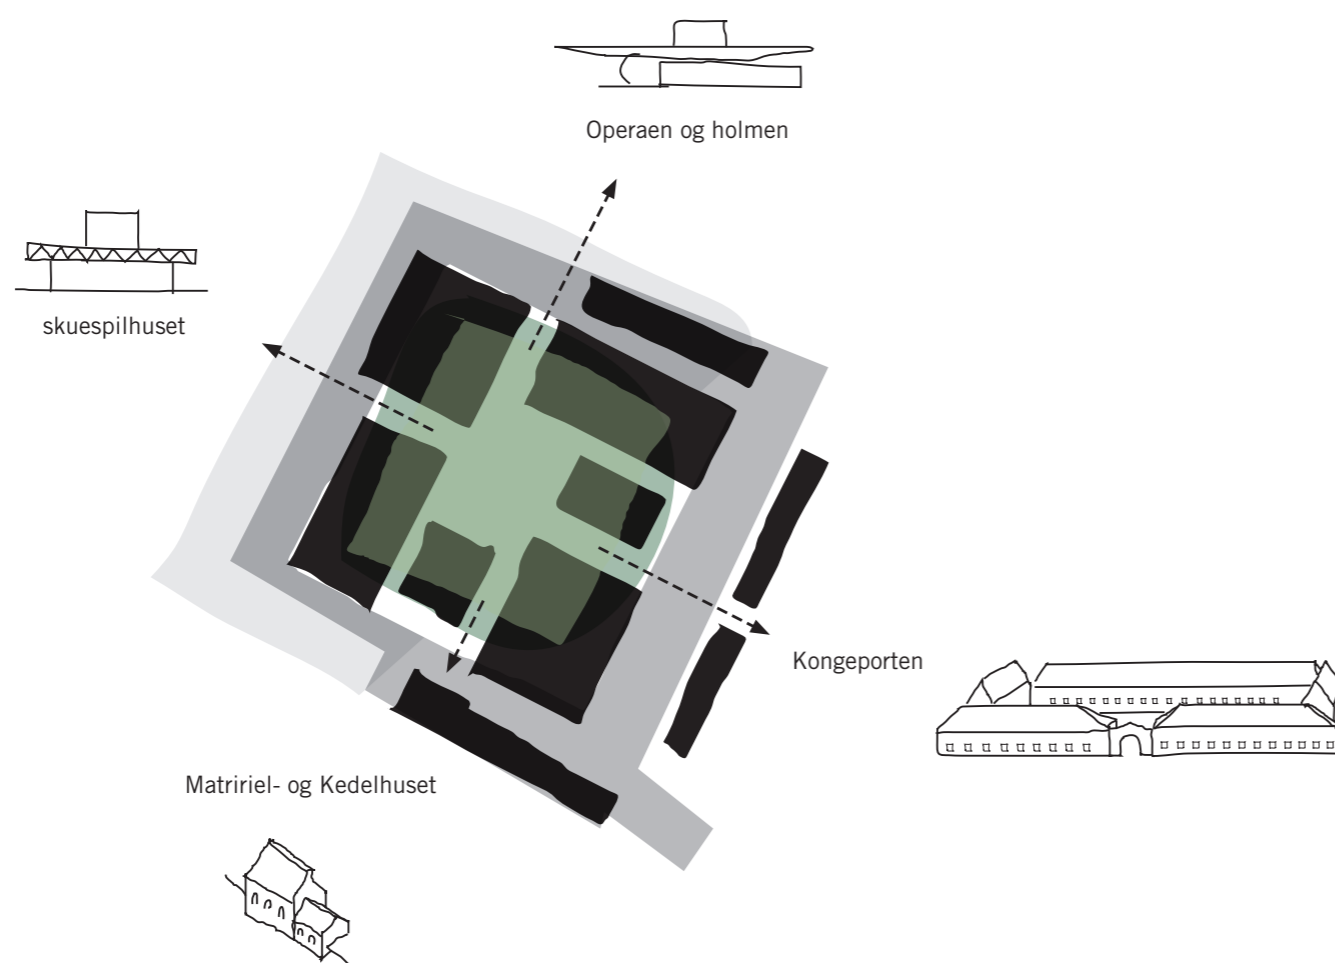 Operaen og holmen
skuespilhuset
Kongeporten
Matririel- og Kedelhuset